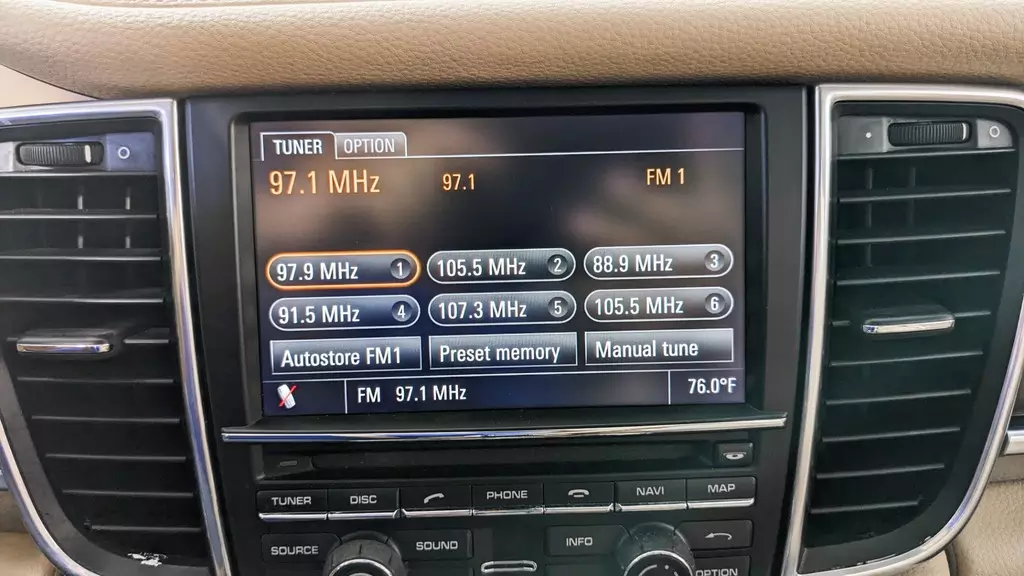 TUNER OPTION
97.1 MHz 97.1 FM 1
97.9 MHz 1 105.5 MHz 2 88.9 MHz 3
91.5 MHz 4 107.3 MHz 5 105.5 MHz 6
Autostore FM1 Preset memory Manual tune
FM 97.1 MHz 76.0°F
TUNER DISC PHONE NAVI MAP
SOURCE SOUND INFO
OPTION